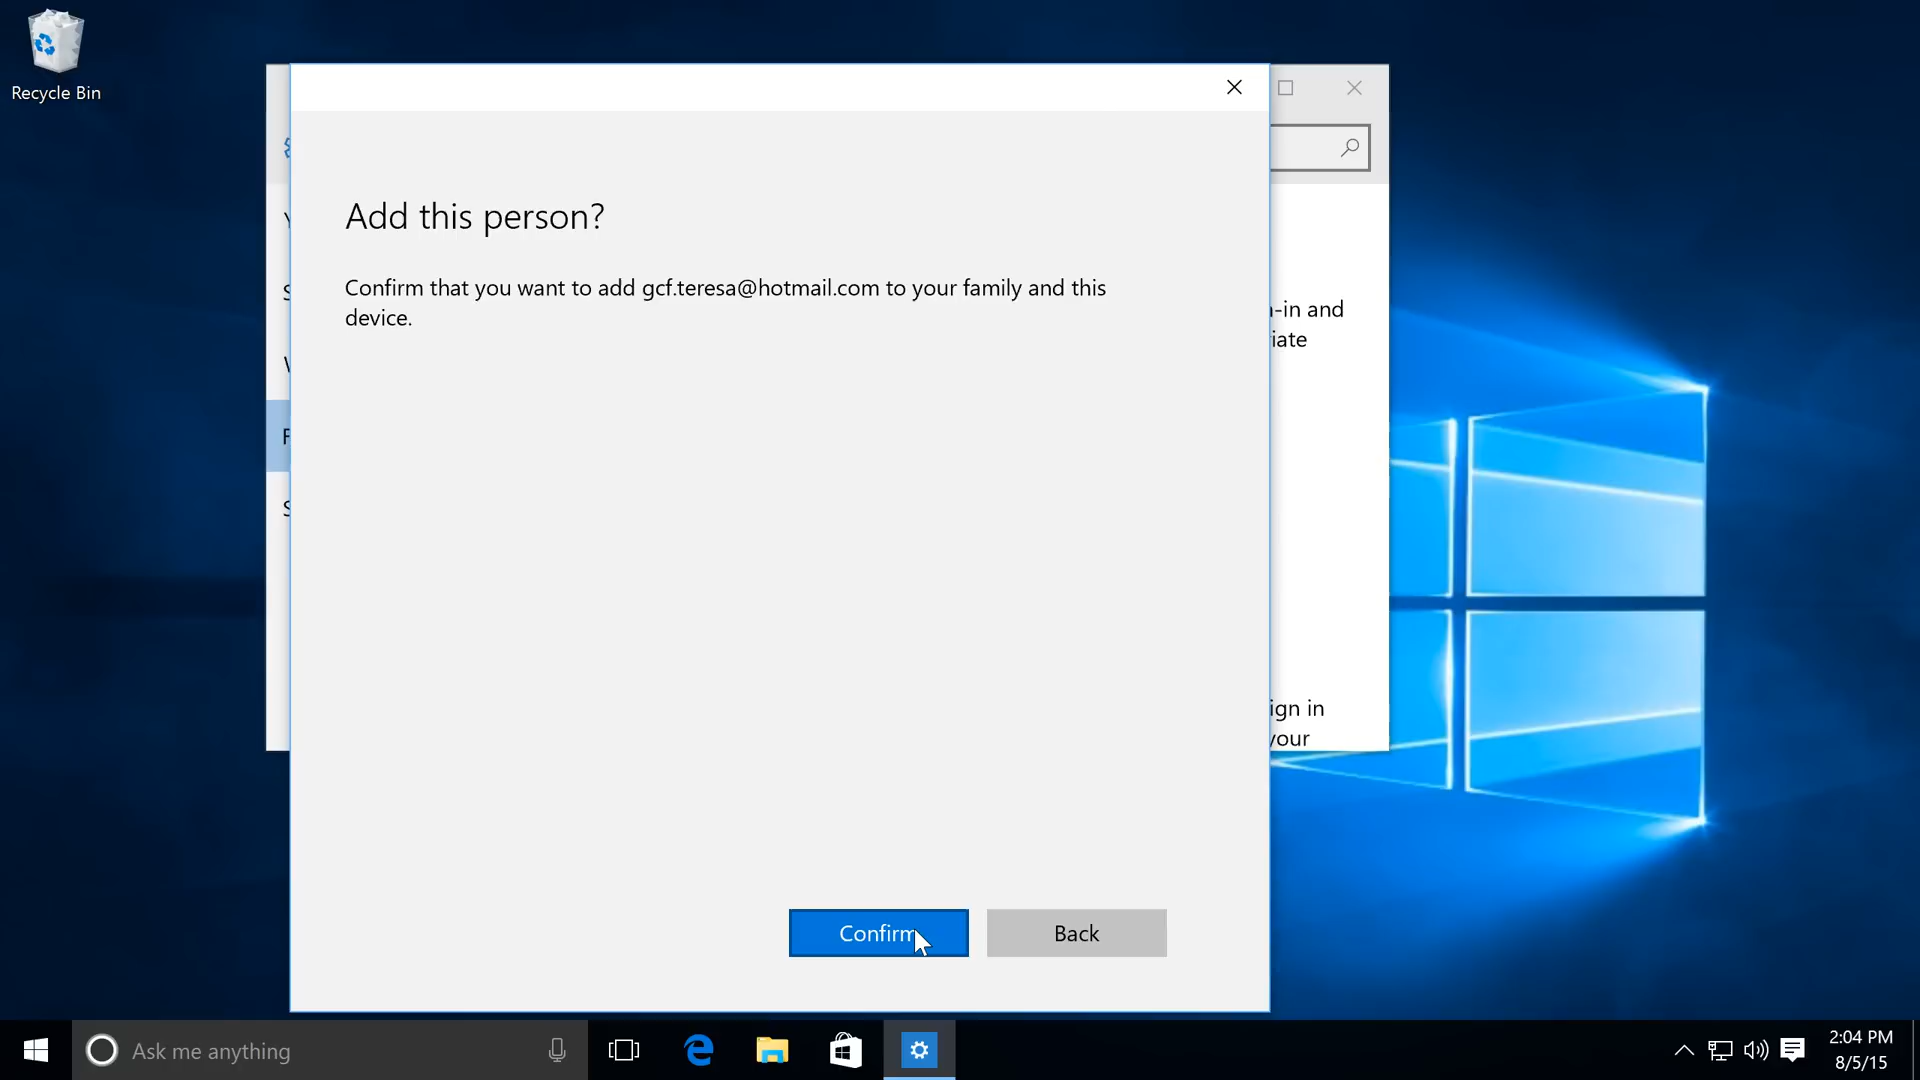 Recycle Bin
Add this person?
Confirm that you want to add gcf.teresa@hotmail.com to your family and this
device.
-in and
iate
ign in
your
Confirm
Back
Ask me anything
2:04 PM
8/5/15